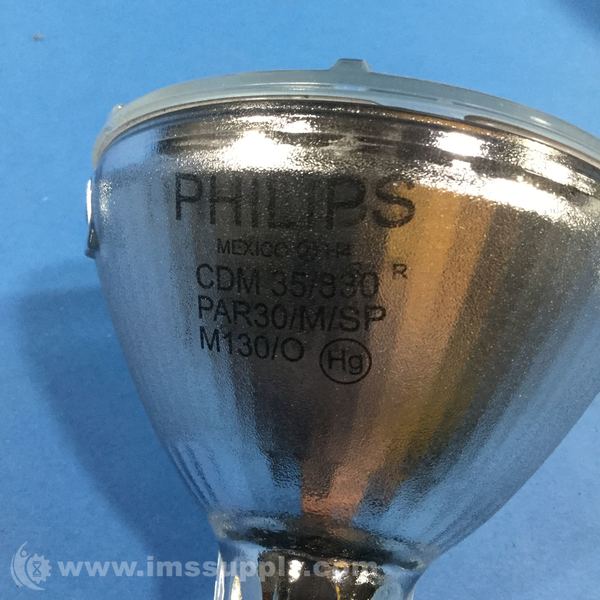 PHILIPS
MEXICO
CDM 35/830 R
PAR30/M/SP
M130/O Hg
www.imssupply.com